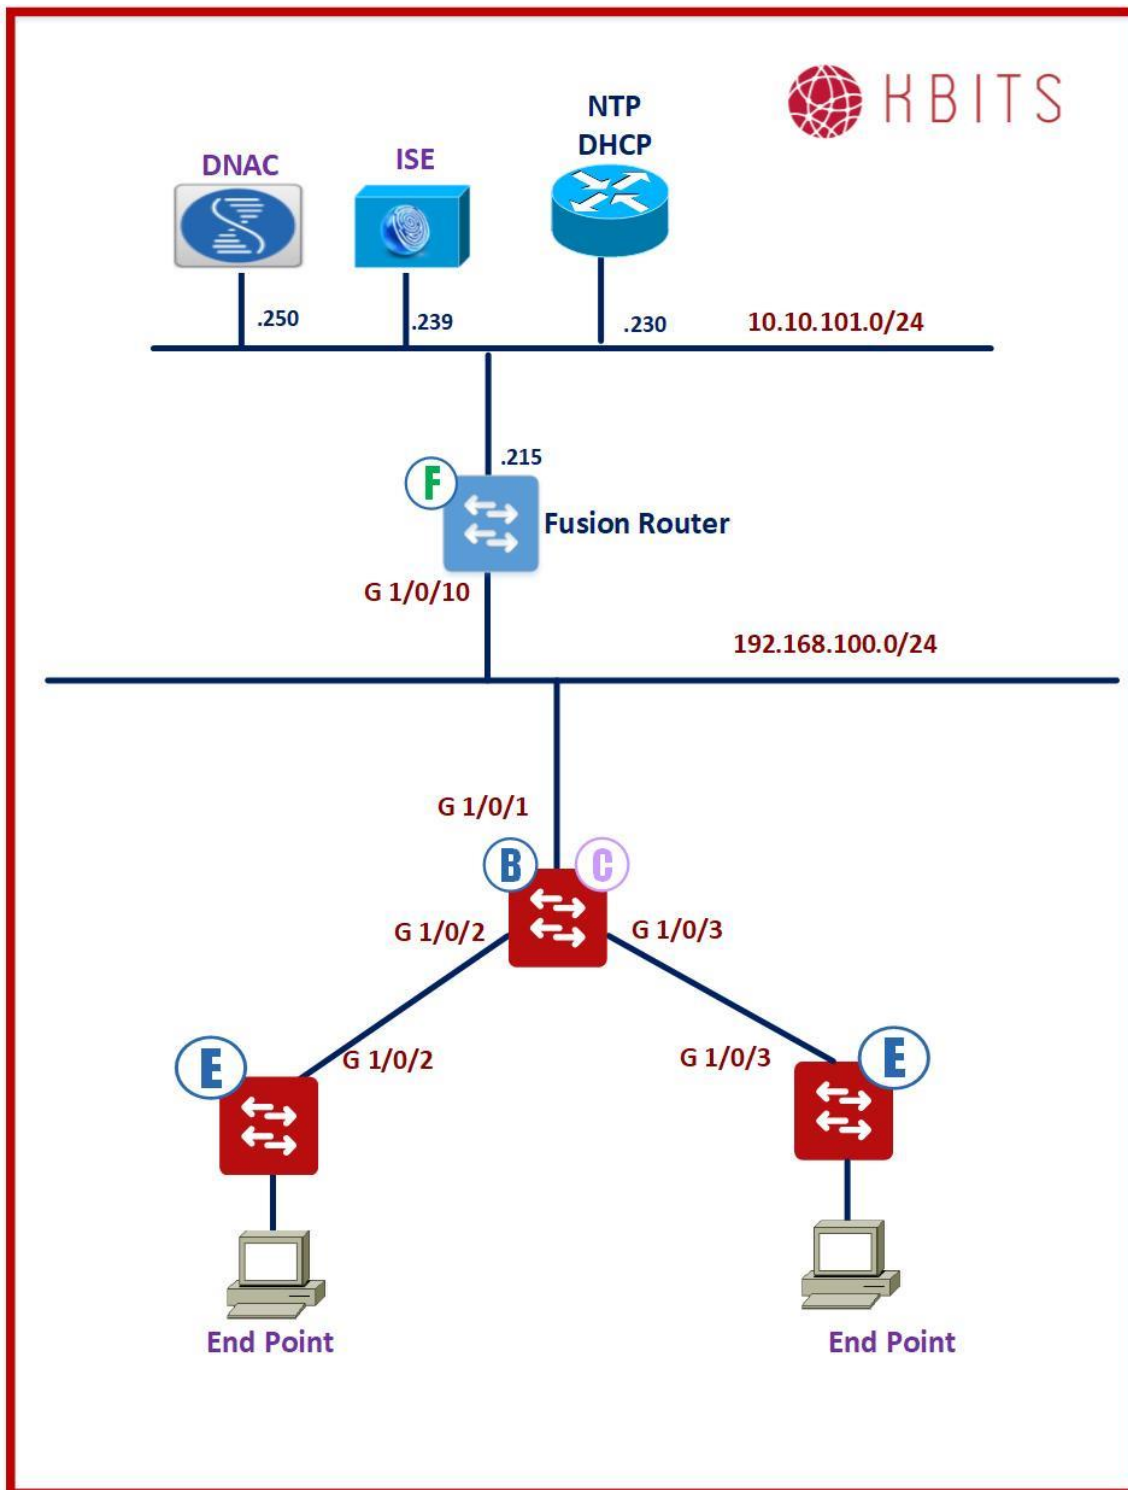 KBITS
NTP
DHCP
DNAC
ISE
.250
.239
.230
10.10.101.0/24
.215
F
Fusion Router
G 1/0/10
192.168.100.0/24
G 1/0/1
B
C
G 1/0/2
G 1/0/3
E
G 1/0/2
G 1/0/3
E
End Point
End Point